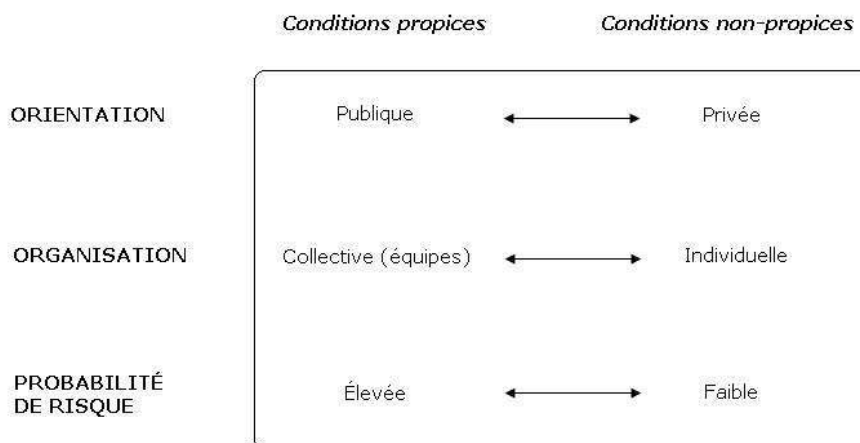 Conditions propices Conditions non-propices
ORIENTATION Publique Privée
ORGANISATION Collective (équipes) Individuelle
PROBABILITÉ
DE RISQUE Élevée Faible